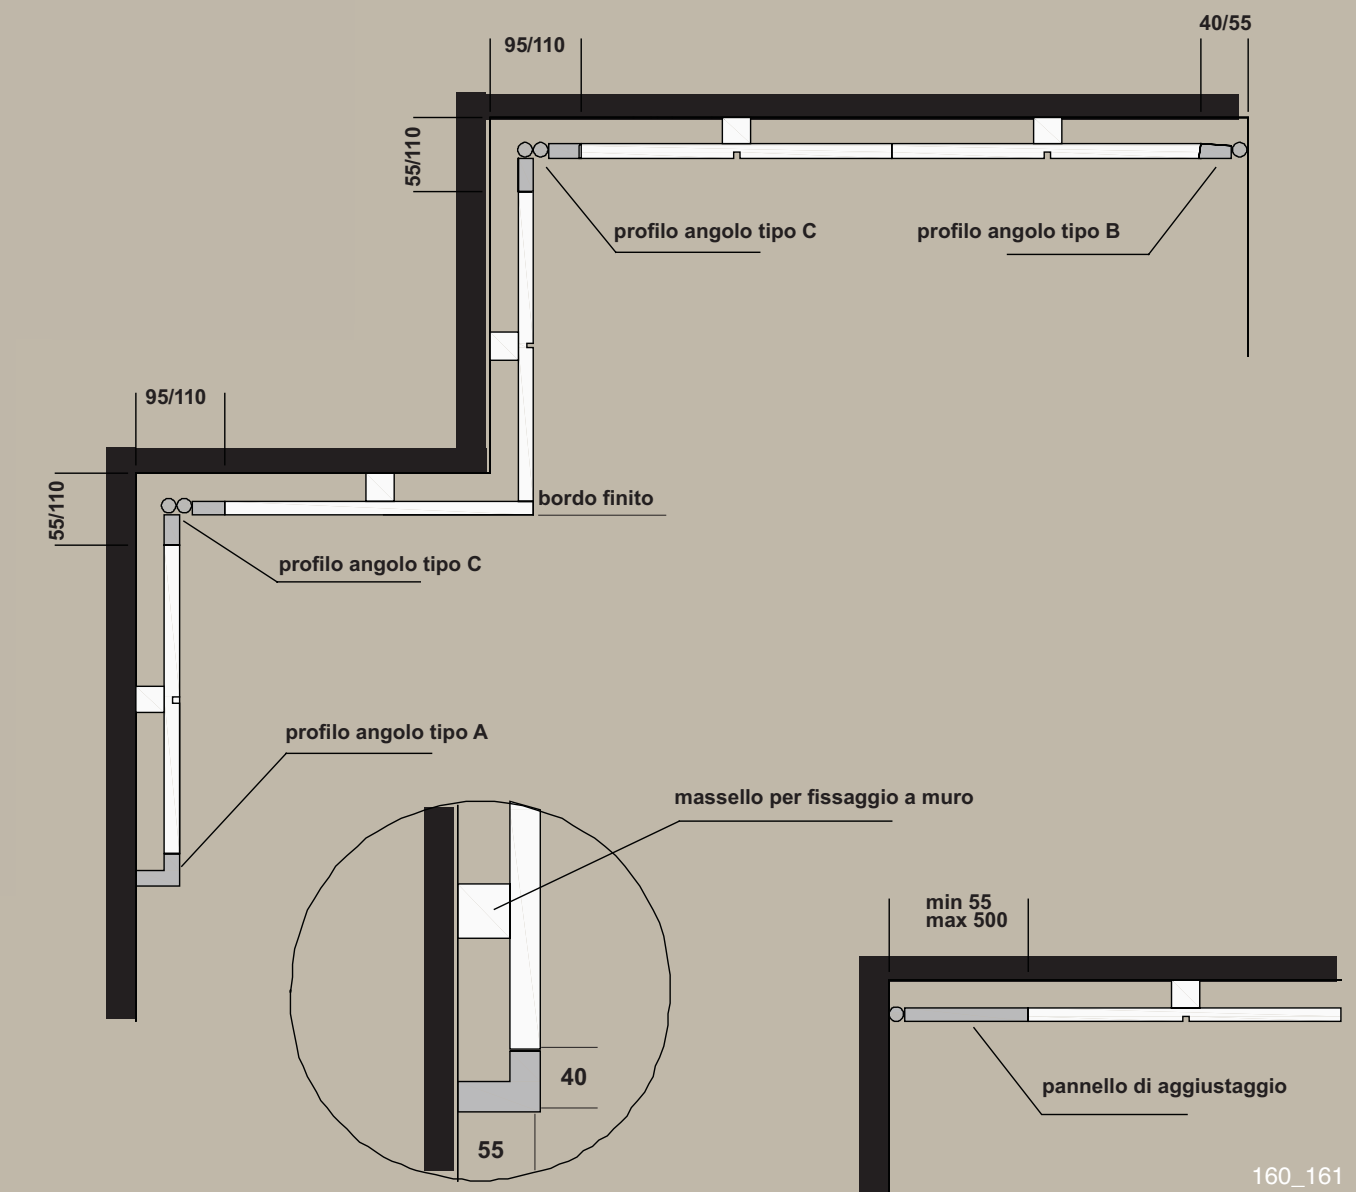 40/55
95/110
55/110
profilo angolo tipo C
profilo angolo tipo B
95/110
55/110
bordo finito
profilo angolo tipo C
profilo angolo tipo A
massello per fissaggio a muro
min 55
max 500
40
pannello di aggiustaggio
55
160_161